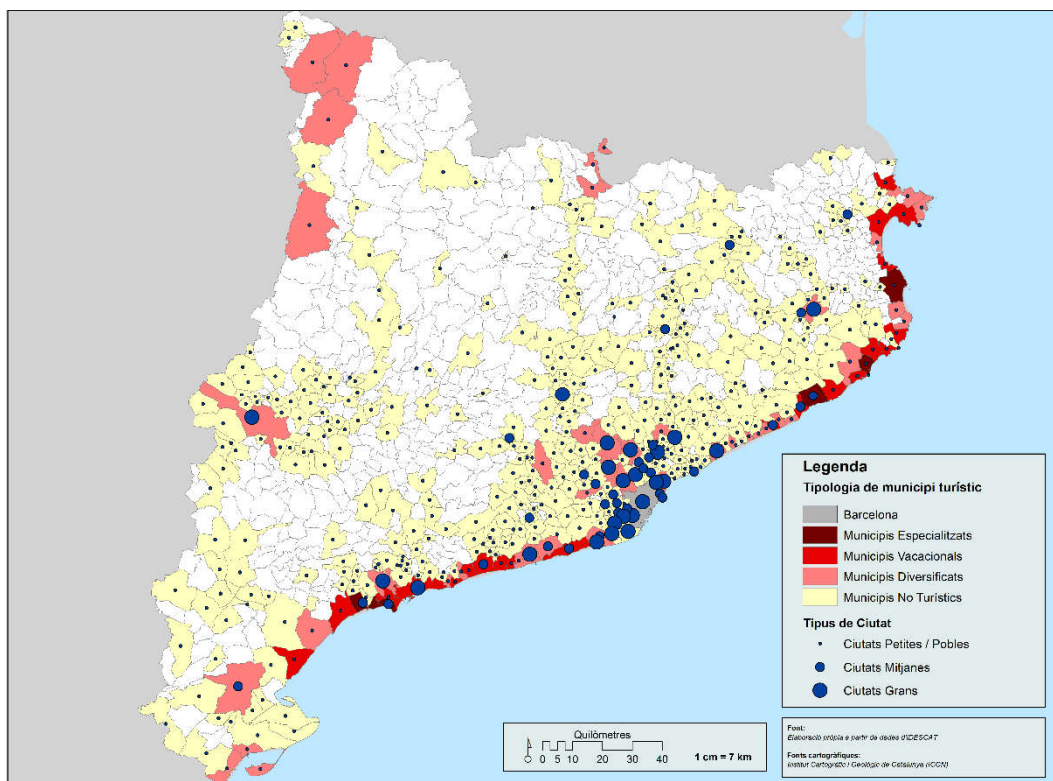 Legenda
Tipologia de municipi turístic
Barcelona
Municipis Especialitzats
Municipis Vacacionals
Municipis Diversificats
Municipis No Turístics
Tipus de Ciutat
Ciutats Petites / Pobles
Ciutats Mitjanes
Ciutats Grans
Quilòmetres
0 5 10 20 30 40
1 cm = 7 km
Font:
Elaboració pròpia a partir de dades d'IDESCAT
Fonts cartogràfiques:
Institut Cartogràfic i Geològic de Catalunya (ICGN)